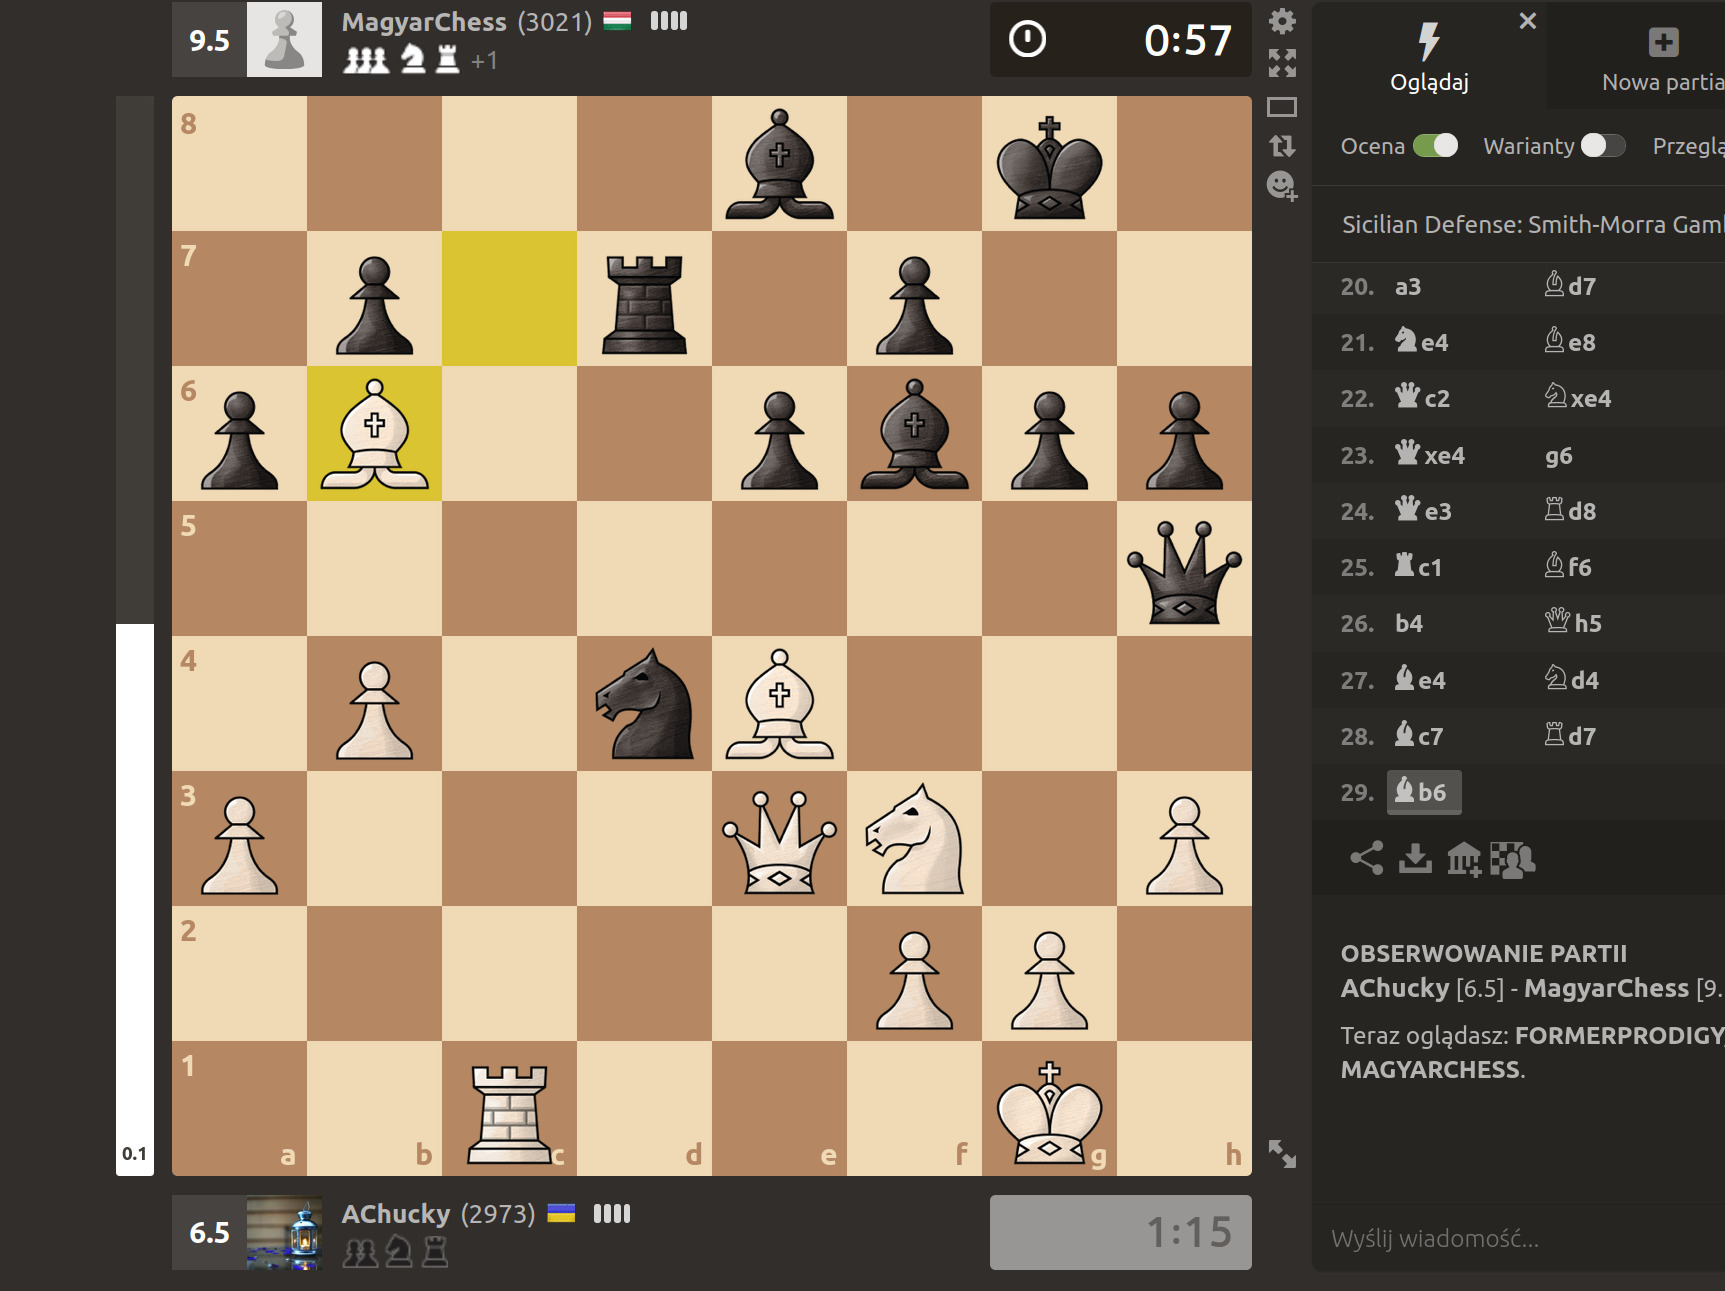 9.5 MagyarChess (3021) +1 0:57
Oglądaj
Nowa partia
Ocena Warianty Przeglą
Sicilian Defense: Smith-Morra Gaml
20. a3 d7
21. e4 e8
22. c2 xe4
23. xe4 g6
24. e3 d8
25. c1 f6
26. b4 h5
27. e4 d4
28. c7 d7
29. b6
OBSERWOWANIE PARTII
AChucky [6.5] - MagyarChess [9.
Teraz oglądasz: FORMERPRODIGY,
MAGYARCHESS.
Wyślij wiadomość...
8
7
6
5
4
3
2
1
a b c d e f g h
0.1
6.5 AChucky (2973) 1:15